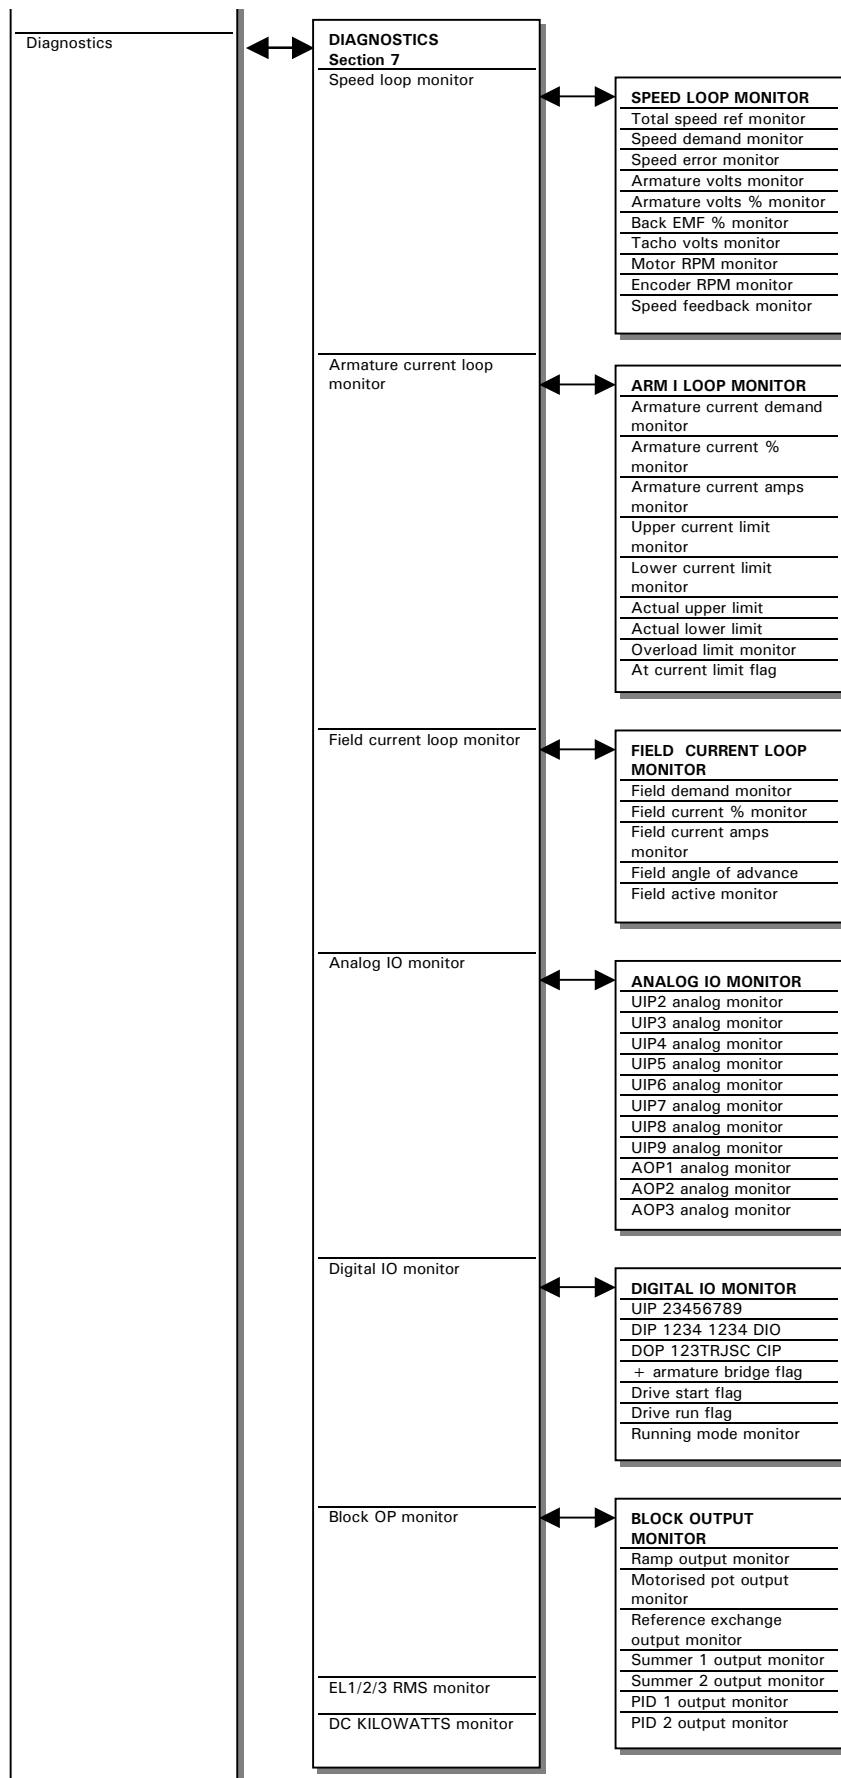 Diagnostics
DIAGNOSTICS
Section 7
Speed loop monitor
SPEED LOOP MONITOR
Total speed ref monitor
Speed demand monitor
Speed error monitor
Armature volts monitor
Armature volts % monitor
Back EMF % monitor
Tacho volts monitor
Motor RPM monitor
Encoder RPM monitor
Speed feedback monitor
Armature current loop
monitor
ARM I LOOP MONITOR
Armature current demand
monitor
Armature current %
monitor
Armature current amps
monitor
Upper current limit
monitor
Lower current limit
monitor
Actual upper limit
Actual lower limit
Overload limit monitor
At current limit flag
Field current loop monitor
FIELD CURRENT LOOP
MONITOR
Field demand monitor
Field current % monitor
Field current amps
monitor
Field angle of advance
Field active monitor
Analog IO monitor
ANALOG IO MONITOR
UIP2 analog monitor
UIP3 analog monitor
UIP4 analog monitor
UIP5 analog monitor
UIP6 analog monitor
UIP7 analog monitor
UIP8 analog monitor
UIP9 analog monitor
AOP1 analog monitor
AOP2 analog monitor
AOP3 analog monitor
Digital IO monitor
DIGITAL IO MONITOR
UIP 23456789
DIP 1234 1234 DIO
DOP 123TRJSC CIP
+ armature bridge flag
Drive start flag
Drive run flag
Running mode monitor
Block OP monitor
BLOCK OUTPUT
MONITOR
Ramp output monitor
Motorised pot output
monitor
Reference exchange
output monitor
Summer 1 output monitor
Summer 2 output monitor
PID 1 output monitor
PID 2 output monitor
EL1/2/3 RMS monitor
DC KILOWATTS monitor